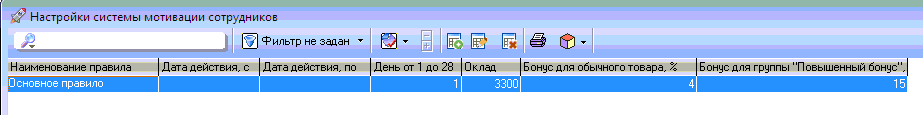 Настройки системы мотивации сотрудников
Фильтр не задан
Наименование правила Дата действия, с Дата действия, по День от 1 до 28 Оклад Бонус для обычного товара, % Бонус для группы "Повышенный бонус",
Основное правило 1 3300 4 15